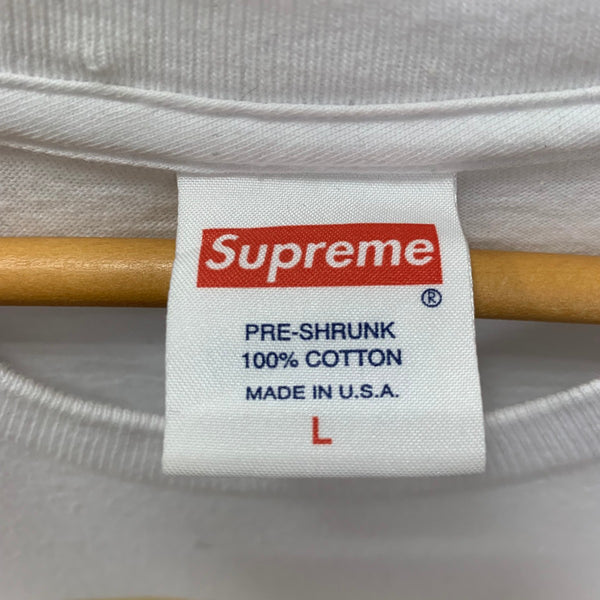 Supreme
®
PRE-SHRUNK
100% COTTON
MADE IN U.S.A.
L